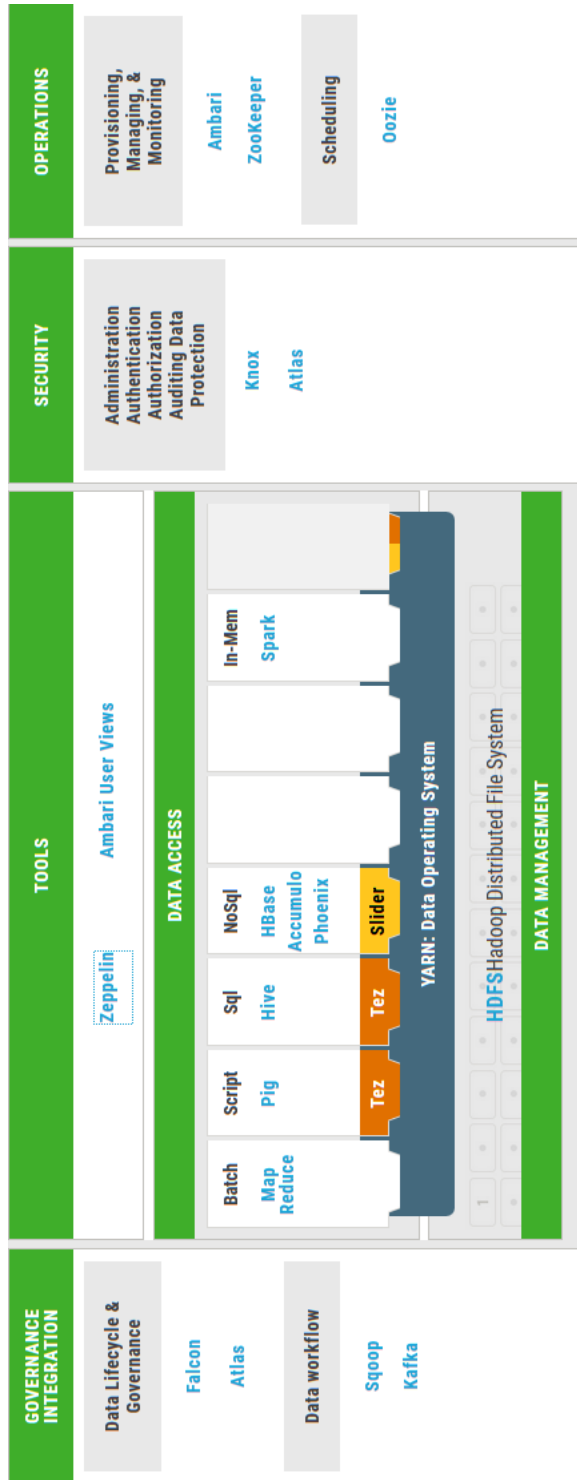 GOVERNANCE
INTEGRATION
Data Lifecycle &
Governance
Falcon
Atlas
Data workflow
Sqoop
Kafka
TOOLS
Zeppelin
Ambari User Views
DATA ACCESS
Batch
Map
Reduce
Script
Pig
Tez
Sql
Hive
Tez
NoSql
HBase
Accumulo
Phoenix
Slider
In-Mem
Spark
YARN: Data Operating System
1
HDFSHadoop Distributed File System
DATA MANAGEMENT
SECURITY
Administration
Authentication
Authorization
Auditing Data
Protection
Knox
Atlas
OPERATIONS
Provisioning,
Managing, &
Monitoring
Ambari
ZooKeeper
Scheduling
Oozie